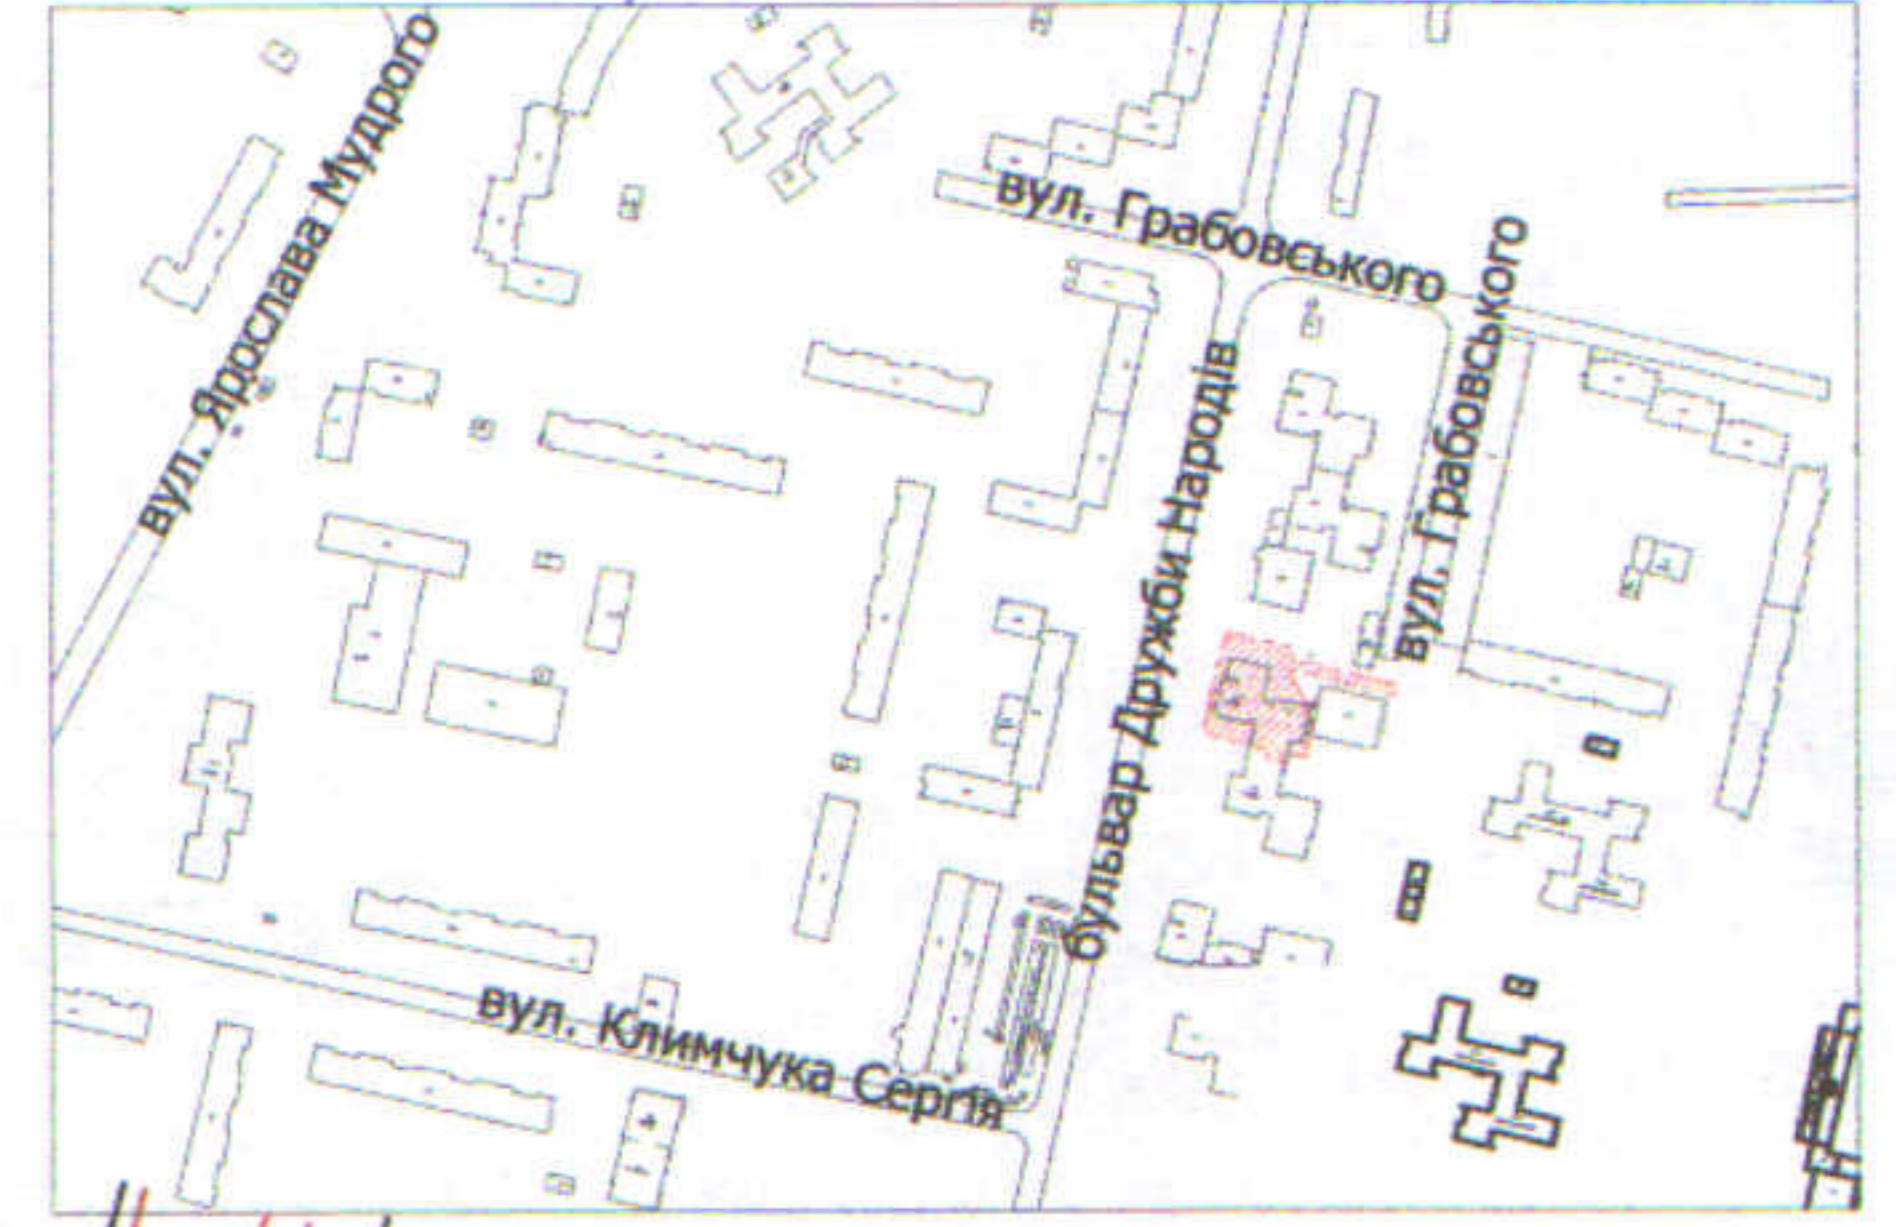 вул. Ярослава Мудрого
вул. Грабовського
вул. Грабовського
бульвар Дружби Народів
вул. Климчука Сергія